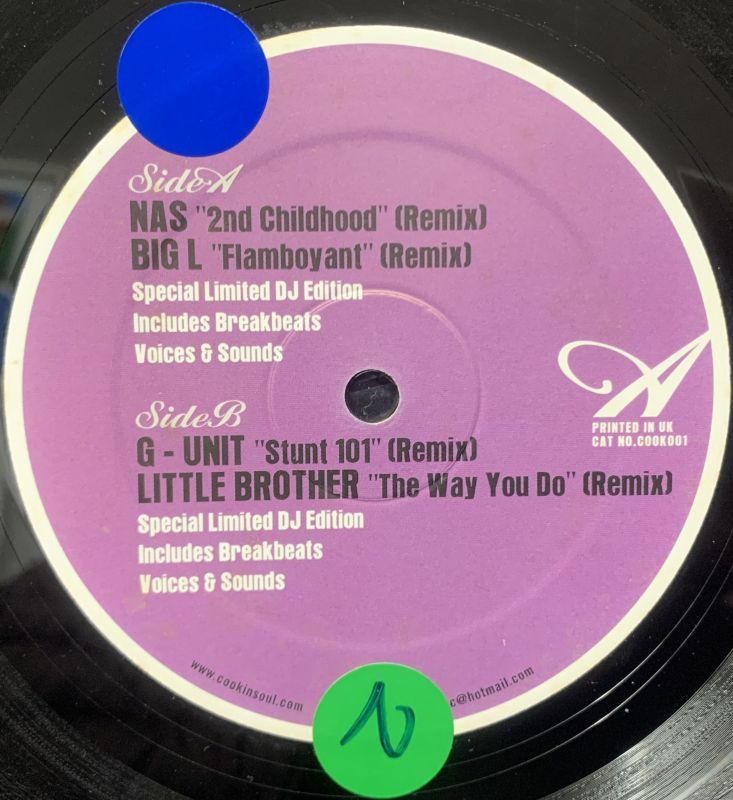 Side A
NAS "2nd Childhood" (Remix)
BIG L "Flamboyant" (Remix)
Special Limited DJ Edition
Includes Breakbeats
Voices & Sounds
A
PRINTED IN UK
CAT NO.COOK001
Side B
G - UNIT "Stunt 101" (Remix)
LITTLE BROTHER "The Way You Do" (Remix)
Special Limited DJ Edition
Includes Breakbeats
Voices & Sounds
www.cookinsoul.com
c@hotmail.com